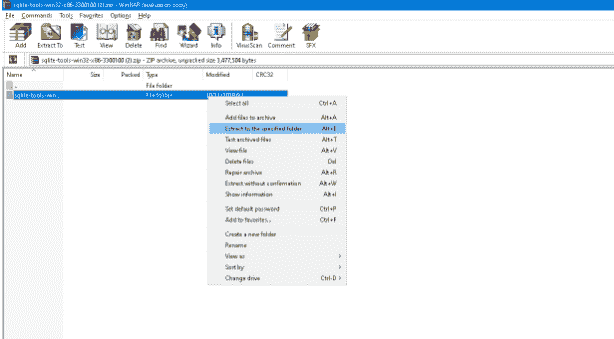 sqlite-tools-win32-x86-3300100 (2).zip - WinRAR (evaluation copy)
File Commands Tools Favorites Options Help
Add Extract To Test View Delete Find Wizard Info VirusScan Comment SFX
sqlite-tools-win32-x86-3300100 (2).zip - ZIP archive, unpacked size 3,477,504 bytes
Name Size Packed Type Modified CRC32
.. File folder
sqlite-tools-win... File folder
Select all Ctrl+A
Add files to archive Alt+A
Extract to the specified folder Alt+E
Test archived files Alt+T
View file Alt+V
Delete files Del
Repair archive Alt+R
Extract without confirmation Alt+W
Show information Alt+I
Set default password Ctrl+P
Add to favorites... Ctrl+F
Create a new folder
Rename
View as
Sort by
Change drive Ctrl-D